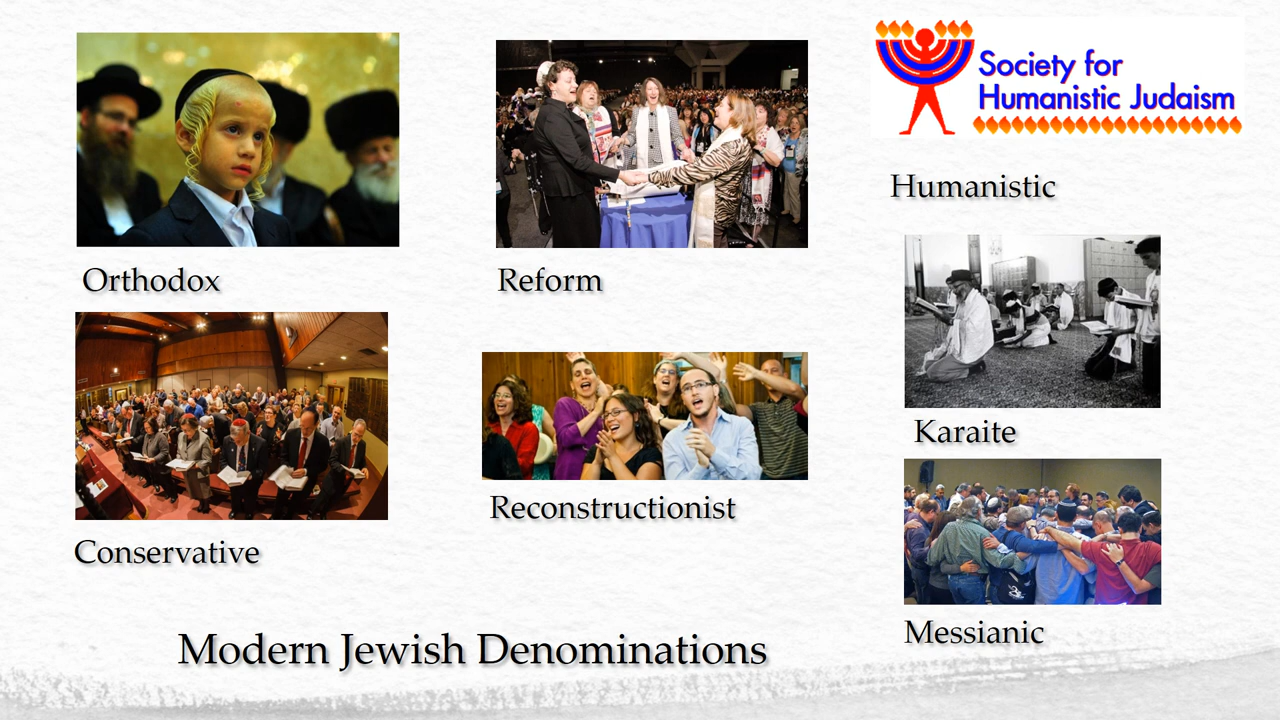 Society for
Humanistic Judaism
Orthodox
Reform
Humanistic
Conservative
Reconstructionist
Karaite
Messianic
Modern Jewish Denominations